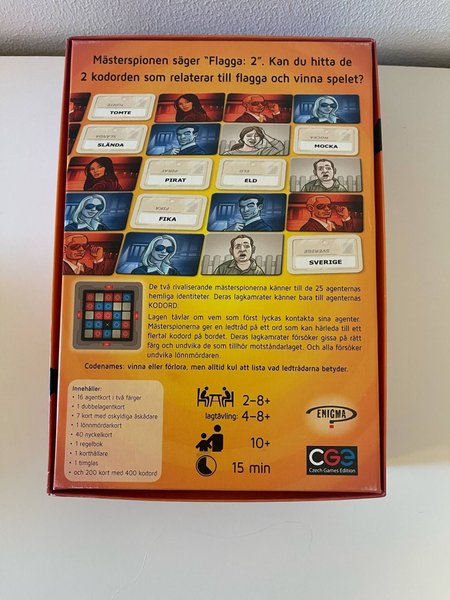 Mästerspionen säger "Flagga: 2". Kan du hitta de
2 kodorden som relaterar till flagga och vinna spelet?
TOMTE
TOMTE
SLÄNDA
SLÄNDA
MOCKA
MOCKA
PIRAT
PIRAT
ELD
ELD
FIKA
FIKA
SVERIGE
SVERIGE
De två rivaliserande mästerspionerna känner till de 25 agenternas
hemliga identiteter. Deras lagkamrater känner bara till agenternas
KODORD.
Lagen tävlar om vem som först lyckas kontakta sina agenter.
Mästerspionerna ger en ledtråd på ett ord som kan härleda till ett
flertal kodord på bordet. Deras lagkamrater försöker gissa på rätt
färg och undvika de som tillhör motståndarlaget. Och alla försöker
undvika lönnmördaren.
Codenames: vinna eller förlora, men alltid kul att lista vad ledtrådarna betyder.
Innehåller:
• 16 agentkort i två färger
• 1 dubbelagentkort
• 7 kort med oskyldiga åskådare
• 1 lönnmördarkort
• 40 nyckelkort
• 1 regelbok
• 1 korthållare
• 1 timglas
• och 200 kort med 400 kodord
2–8+
lagtävling: 4–8+
10+
15 min
ENIGMA
CGE
Czech Games Edition